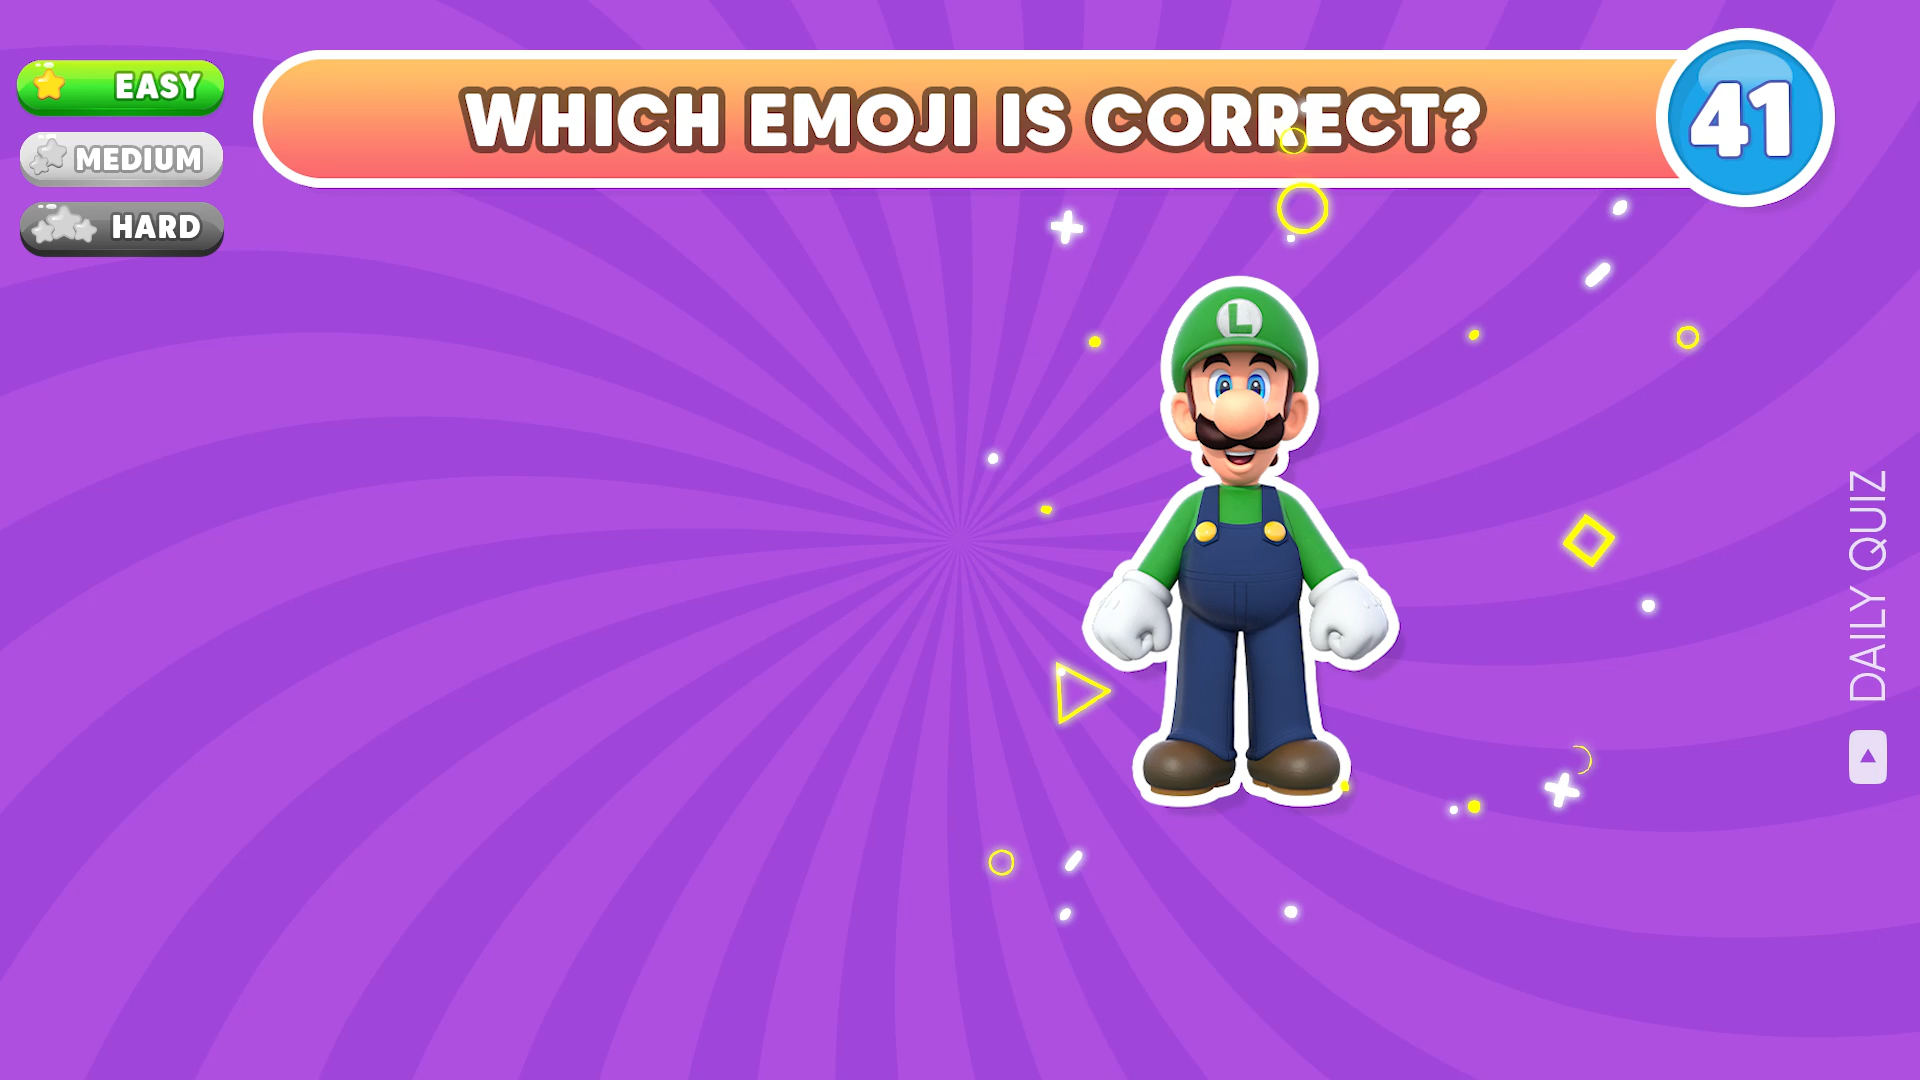 EASY
MEDIUM
HARD
WHICH EMOJI IS CORRECT?
41
L
DAILY QUIZ